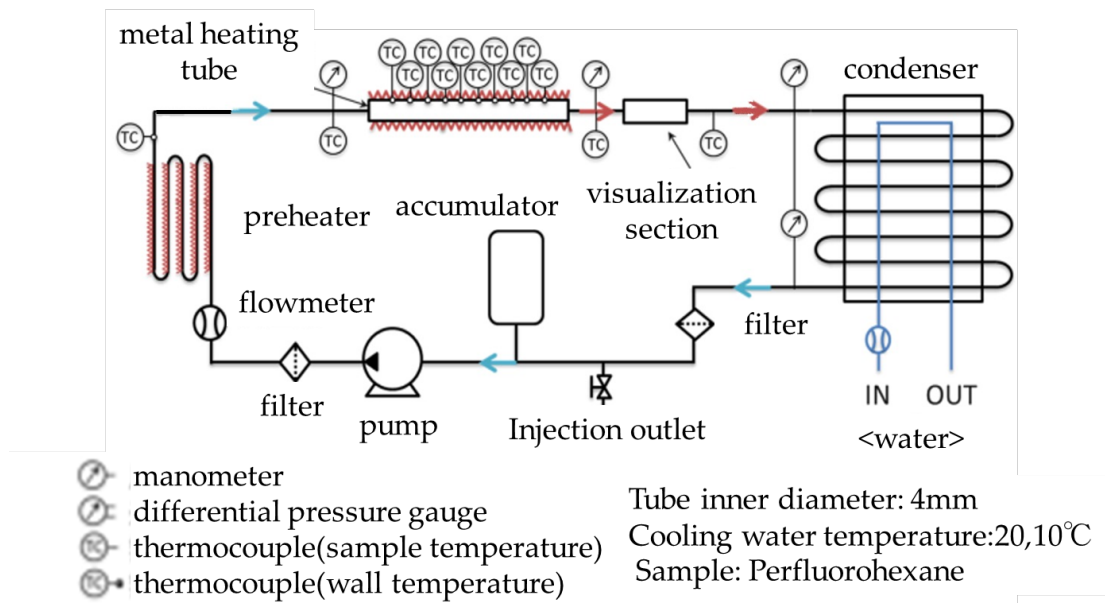 metal heating
tube
TC TC TC TC TC
TC TC TC TC TC
condenser
TC
TC
TC
TC
preheater
accumulator
visualization
section
flowmeter
filter
filter
pump
Injection outlet
IN OUT
<water>
manometer
differential pressure gauge
TC thermocouple(sample temperature)
TC thermocouple(wall temperature)
Tube inner diameter: 4mm
Cooling water temperature:20,10℃
Sample: Perfluorohexane